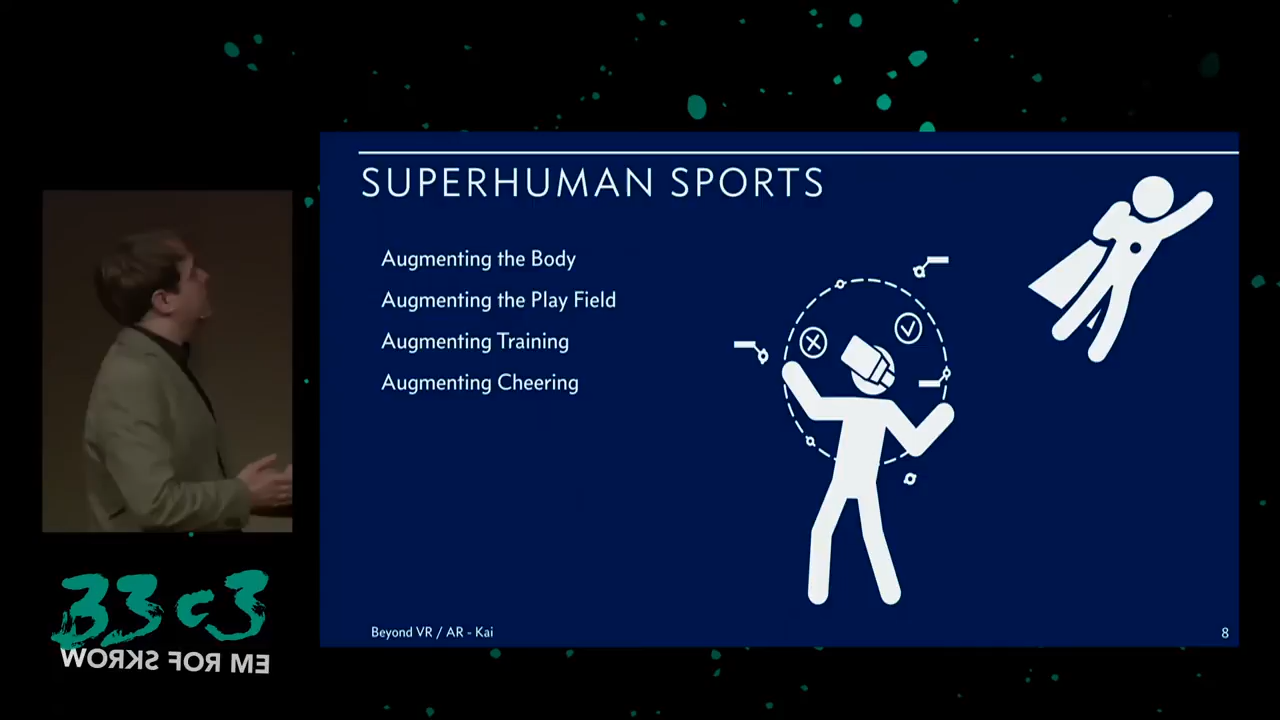 SUPERHUMAN SPORTS
Augmenting the Body
Augmenting the Play Field
Augmenting Training
Augmenting Cheering
Beyond VR / AR - Kai
8
33c3
WORKS FOR ME